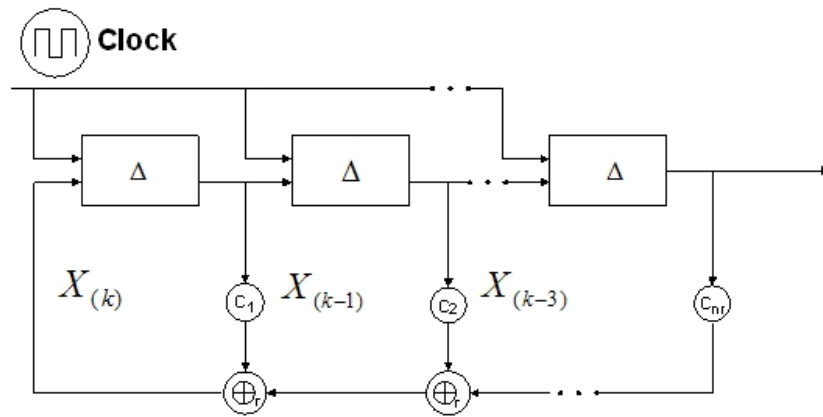 Clock
Δ Δ Δ
X(k) X(k−1) X(k−3)
C1 C2 Cnr
⊕r ⊕r